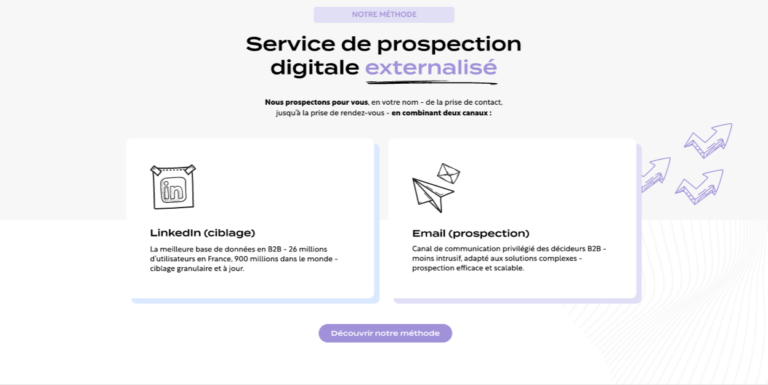 NOTRE MÉTHODE
Service de prospection
digitale externalisé
Nous prospectons pour vous, en votre nom - de la prise de contact,
jusqu'à la prise de rendez-vous - en combinant deux canaux :
in
LinkedIn (ciblage)
La meilleure base de données en B2B - 26 millions
d'utilisateurs en France, 900 millions dans le monde -
ciblage granulaire et à jour.
Email (prospection)
Canal de communication privilégié des décideurs B2B -
moins intrusif, adapté aux solutions complexes -
prospection efficace et scalable.
Découvrir notre méthode